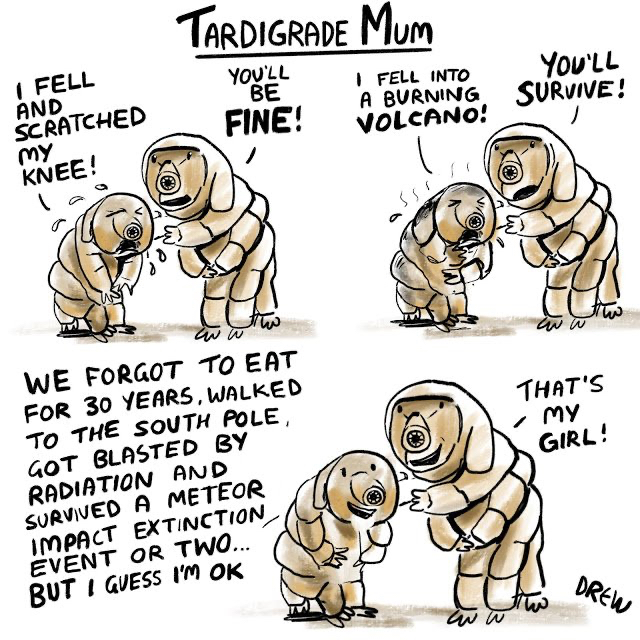 TARDIGRADE MUM
I FELL
AND
SCRATCHED
MY
KNEE!
YOU'LL
BE
FINE!
I FELL INTO
A BURNING
VOLCANO!
YOU'LL
SURVIVE!
WE FORGOT TO EAT
FOR 30 YEARS, WALKED
TO THE SOUTH POLE,
GOT BLASTED BY
RADIATION AND
SURVIVED A METEOR
IMPACT EXTINCTION
EVENT OR TWO...
BUT I GUESS I'M OK
THAT'S
MY
GIRL!
DREW